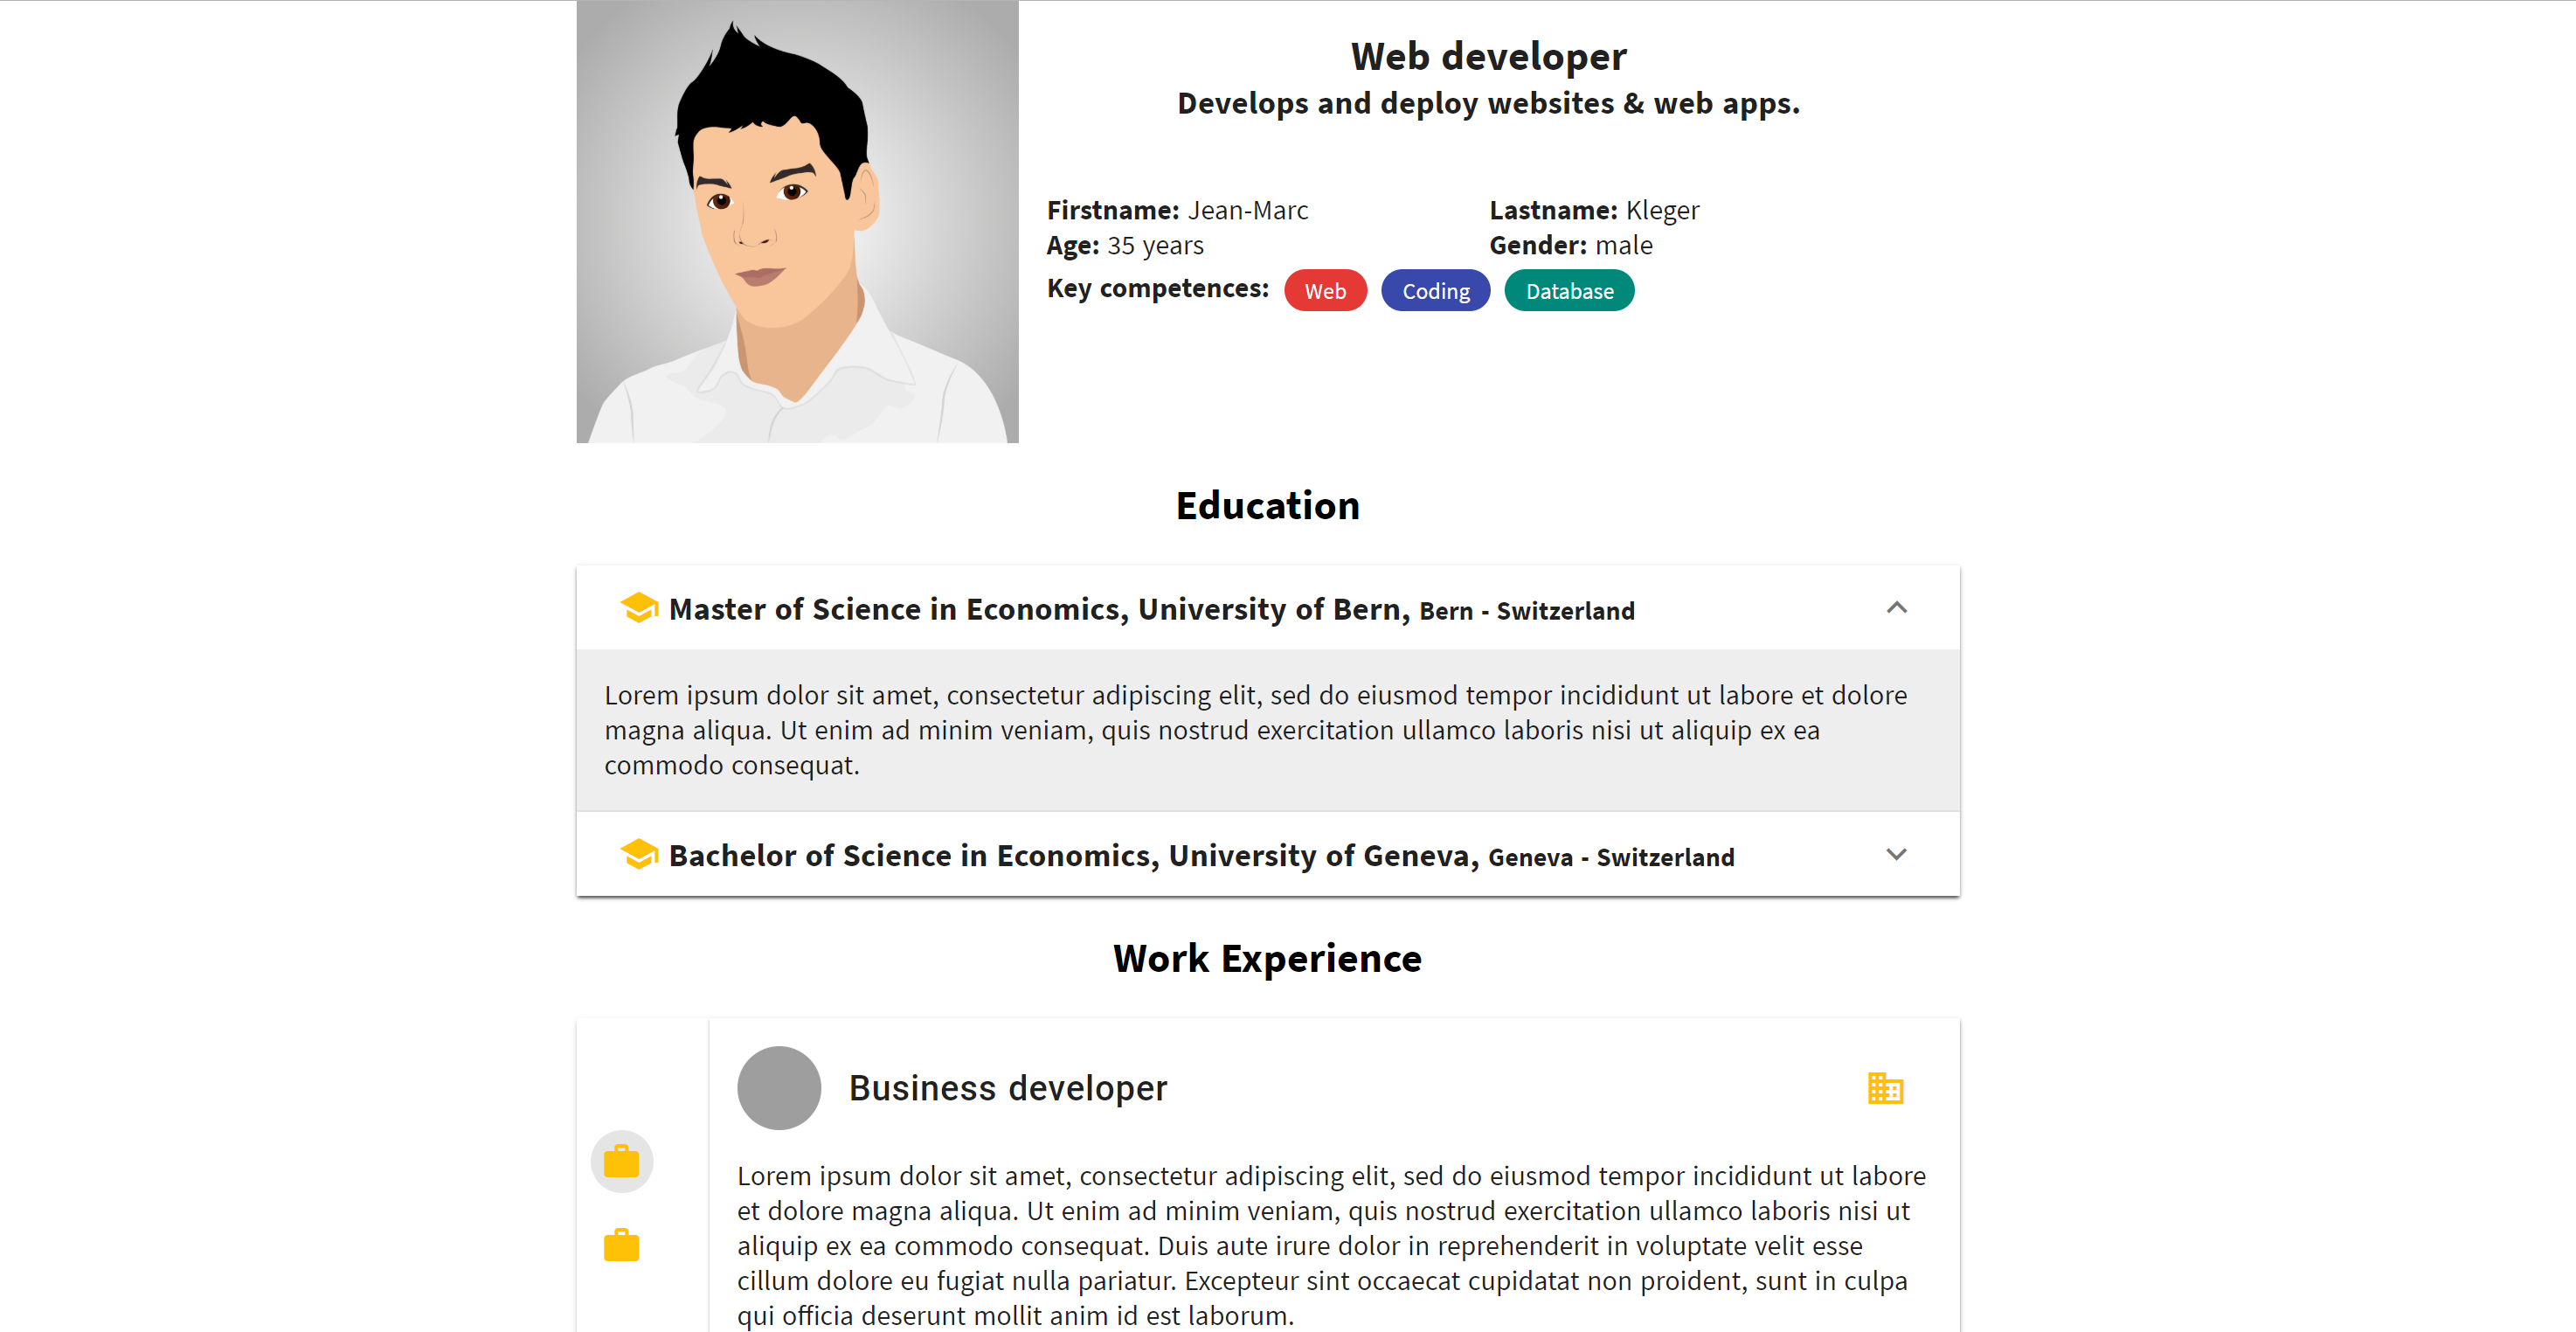 Web developer
Develops and deploy websites & web apps.
Firstname: Jean-Marc Lastname: Kleger
Age: 35 years Gender: male
Key competences: Web Coding Database
Education
Master of Science in Economics, University of Bern, Bern - Switzerland
Lorem ipsum dolor sit amet, consectetur adipiscing elit, sed do eiusmod tempor incididunt ut labore et dolore
magna aliqua. Ut enim ad minim veniam, quis nostrud exercitation ullamco laboris nisi ut aliquip ex ea
commodo consequat.
Bachelor of Science in Economics, University of Geneva, Geneva - Switzerland
Work Experience
Business developer
Lorem ipsum dolor sit amet, consectetur adipiscing elit, sed do eiusmod tempor incididunt ut labore
et dolore magna aliqua. Ut enim ad minim veniam, quis nostrud exercitation ullamco laboris nisi ut
aliquip ex ea commodo consequat. Duis aute irure dolor in reprehenderit in voluptate velit esse
cillum dolore eu fugiat nulla pariatur. Excepteur sint occaecat cupidatat non proident, sunt in culpa
qui officia deserunt mollit anim id est laborum.